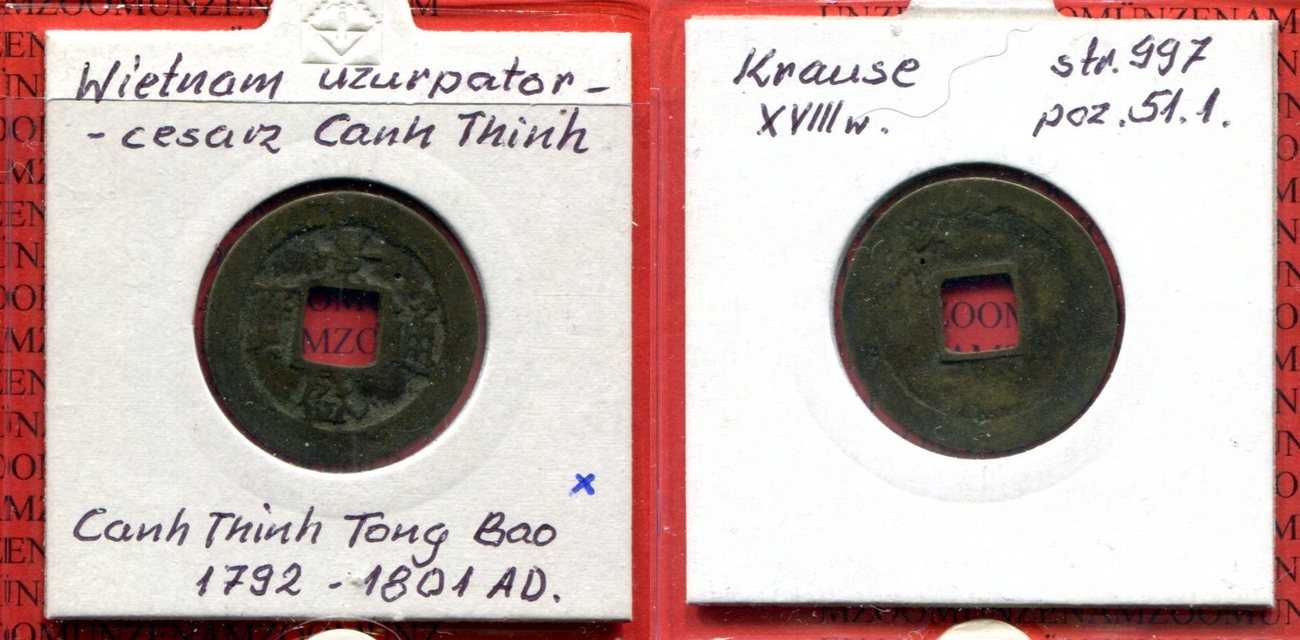 Wietnam uzurpator -
- cesarz Canh Thinh
Canh Thinh Tong Bao
1792 - 1801 AD.
Krause str. 997
XVIII w. poz. 51.1.